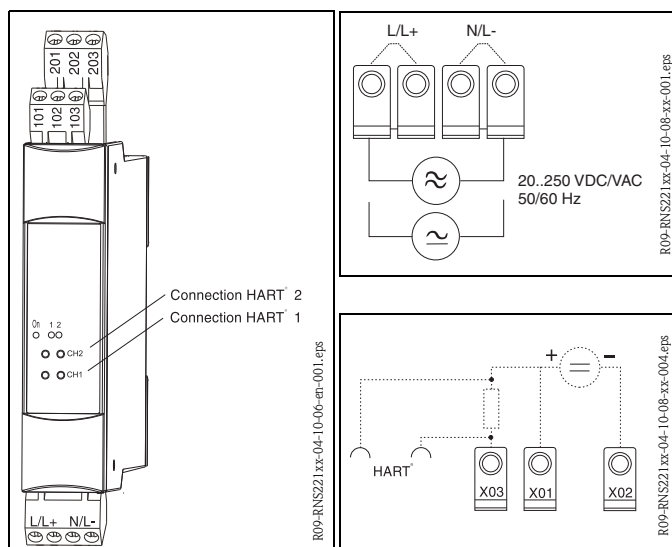 201 202 203
101 102 103
Connection HART® 2
Connection HART® 1
On 1 2
CH2
CH1
L/L+ N/L-
R09-RNS221xx-04-10-06-en-001.eps
L/L+ N/L-
20..250 VDC/VAC
50/60 Hz
R09-RNS221xx-04-10-08-xx-001.eps
+ −
HART®
X03 X01 X02
R09-RNS221xx-04-10-08-xx-004.eps